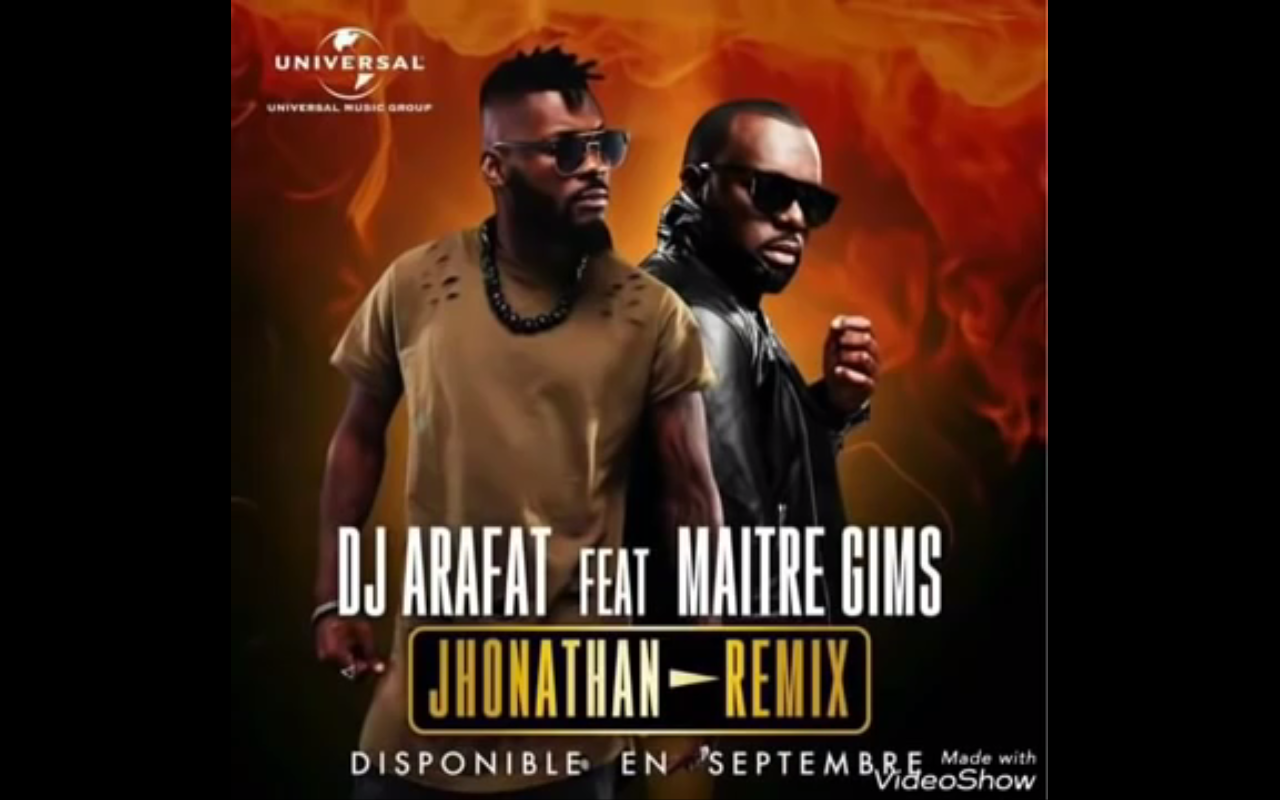 UNIVERSAL
UNIVERSAL MUSIC GROUP
DJ ARAFAT FEAT MAITRE GIMS
JHONATHAN REMIX
DISPONIBLE EN SEPTEMBRE
Made with
VideoShow